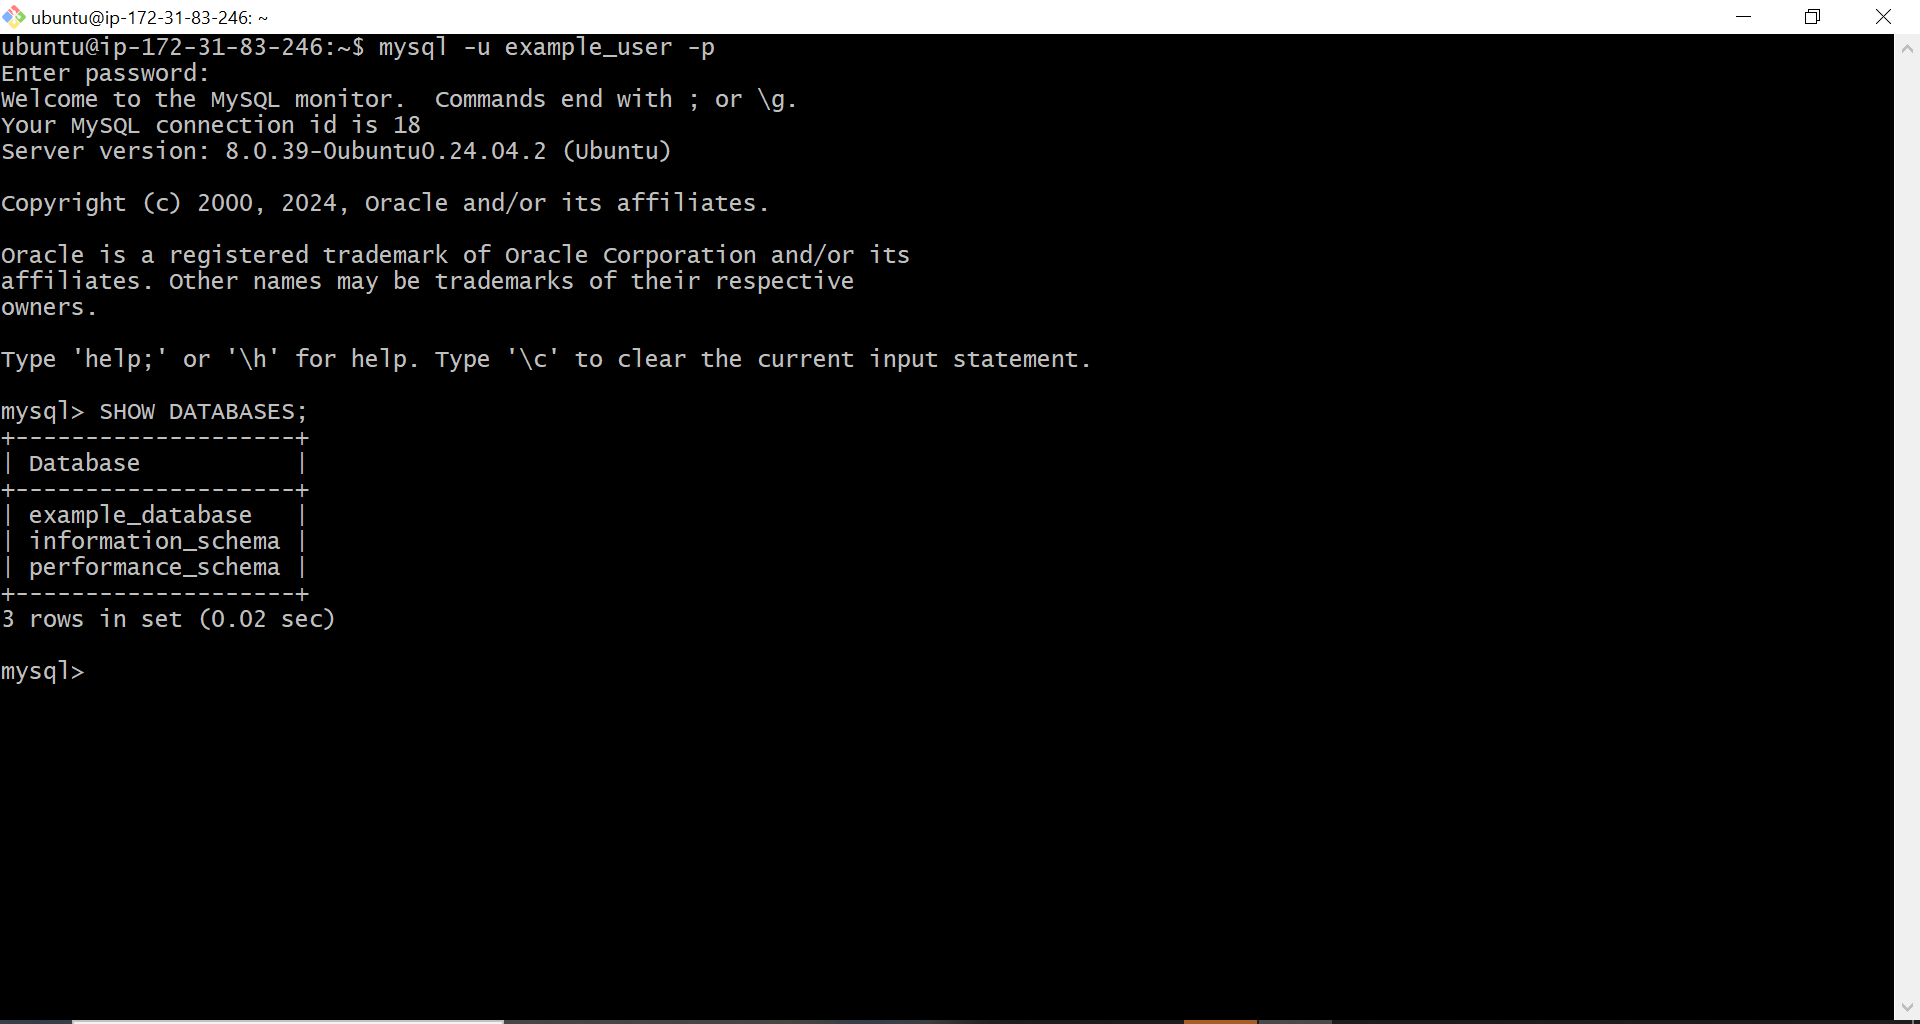 ubuntu@ip-172-31-83-246: ~
ubuntu@ip-172-31-83-246:~$ mysql -u example_user -p
Enter password:
Welcome to the MySQL monitor.  Commands end with ; or \g.
Your MySQL connection id is 18
Server version: 8.0.39-0ubuntu0.24.04.2 (Ubuntu)
Copyright (c) 2000, 2024, Oracle and/or its affiliates.
Oracle is a registered trademark of Oracle Corporation and/or its
affiliates. Other names may be trademarks of their respective
owners.
Type 'help;' or '\h' for help. Type '\c' to clear the current input statement.
mysql> SHOW DATABASES;
+--------------------+
| Database           |
+--------------------+
| example_database   |
| information_schema |
| performance_schema |
+--------------------+
3 rows in set (0.02 sec)
mysql>